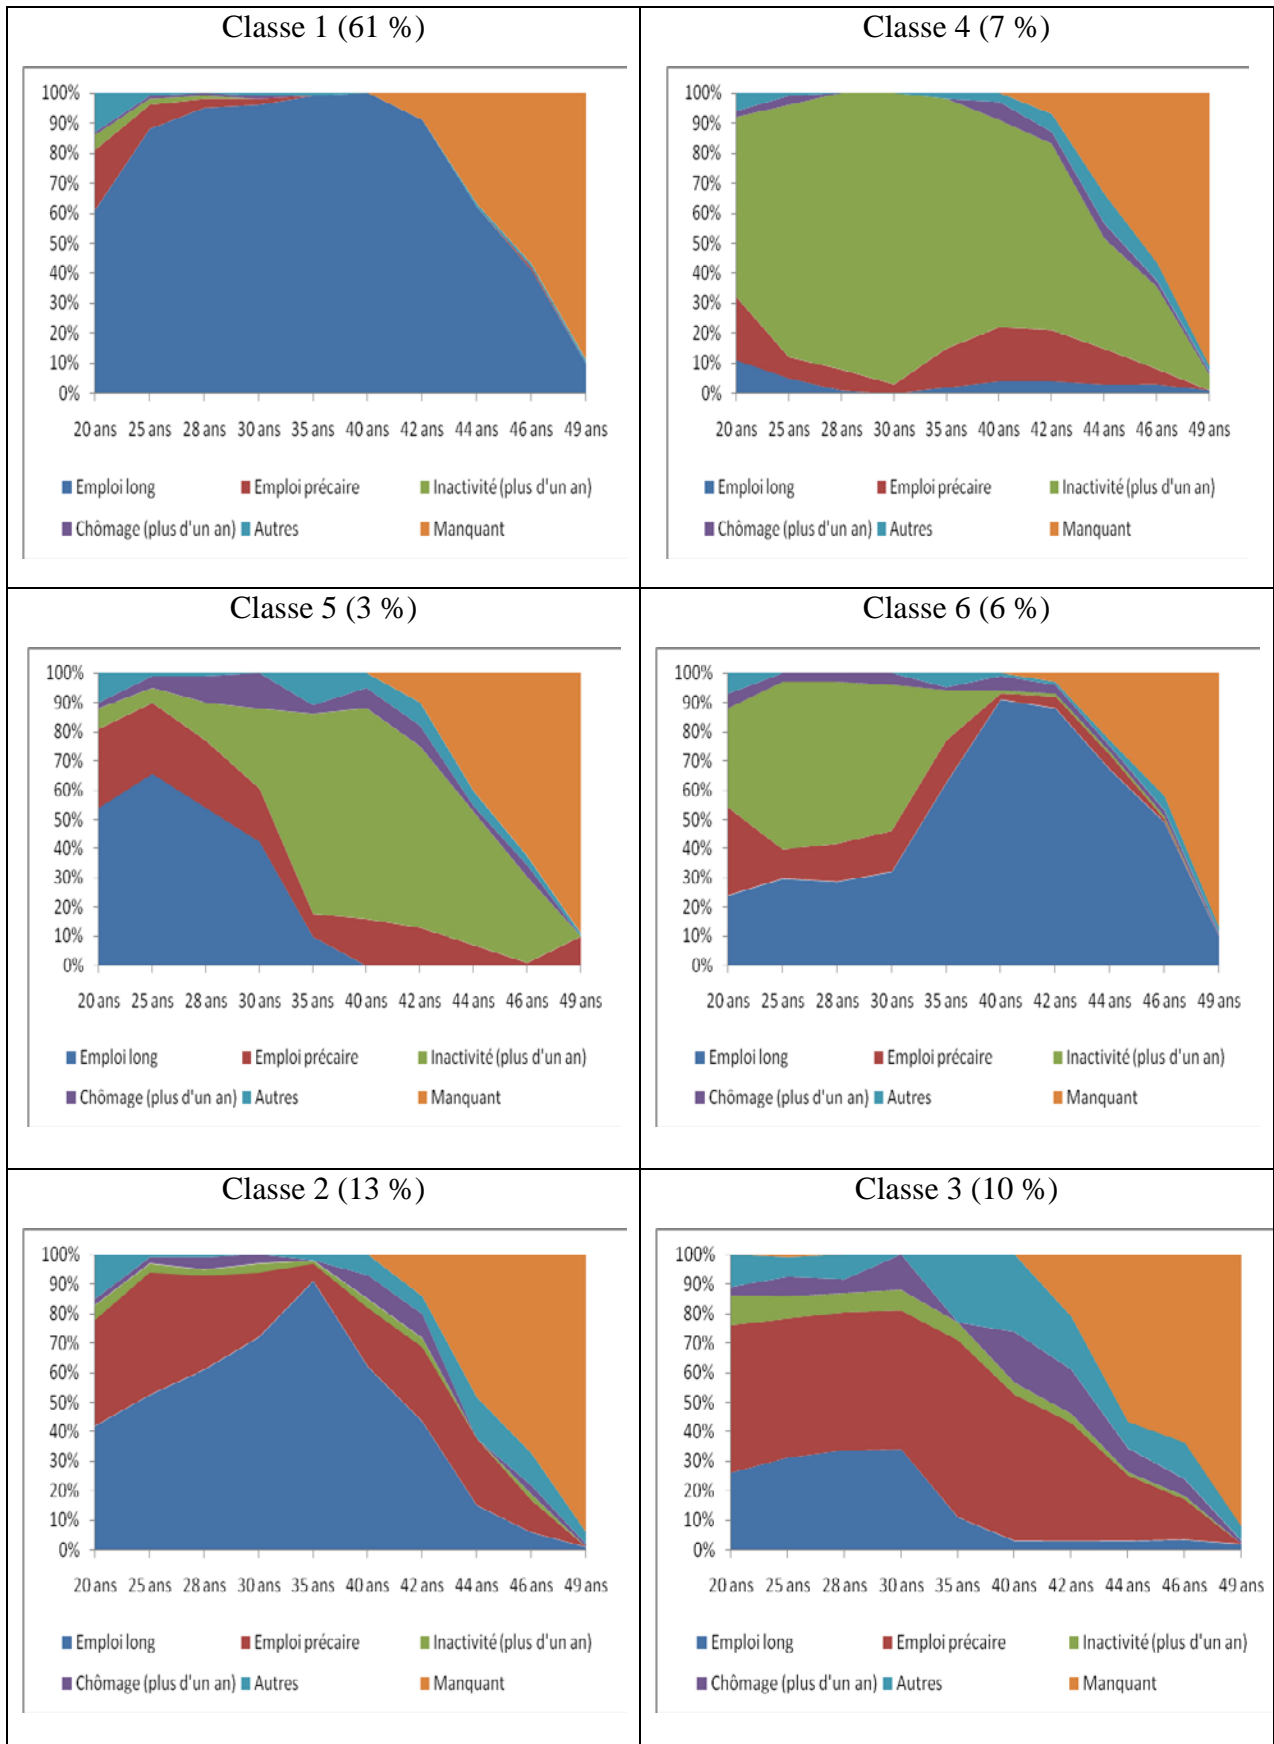 Classe 1 (61 %)
100%
90%
80%
70%
60%
50%
40%
30%
20%
10%
0%
20 ans 25 ans 28 ans 30 ans 35 ans 40 ans 42 ans 44 ans 46 ans 49 ans
Emploi long Emploi précaire Inactivité (plus d'un an)
Chômage (plus d'un an) Autres Manquant
Classe 4 (7 %)
100%
90%
80%
70%
60%
50%
40%
30%
20%
10%
0%
20 ans 25 ans 28 ans 30 ans 35 ans 40 ans 42 ans 44 ans 46 ans 49 ans
Emploi long Emploi précaire Inactivité (plus d'un an)
Chômage (plus d'un an) Autres Manquant
Classe 5 (3 %)
100%
90%
80%
70%
60%
50%
40%
30%
20%
10%
0%
20 ans 25 ans 28 ans 30 ans 35 ans 40 ans 42 ans 44 ans 46 ans 49 ans
Emploi long Emploi précaire Inactivité (plus d'un an)
Chômage (plus d'un an) Autres Manquant
Classe 6 (6 %)
100%
90%
80%
70%
60%
50%
40%
30%
20%
10%
0%
20 ans 25 ans 28 ans 30 ans 35 ans 40 ans 42 ans 44 ans 46 ans 49 ans
Emploi long Emploi précaire Inactivité (plus d'un an)
Chômage (plus d'un an) Autres Manquant
Classe 2 (13 %)
100%
90%
80%
70%
60%
50%
40%
30%
20%
10%
0%
20 ans 25 ans 28 ans 30 ans 35 ans 40 ans 42 ans 44 ans 46 ans 49 ans
Emploi long Emploi précaire Inactivité (plus d'un an)
Chômage (plus d'un an) Autres Manquant
Classe 3 (10 %)
100%
90%
80%
70%
60%
50%
40%
30%
20%
10%
0%
20 ans 25 ans 28 ans 30 ans 35 ans 40 ans 42 ans 44 ans 46 ans 49 ans
Emploi long Emploi précaire Inactivité (plus d'un an)
Chômage (plus d'un an) Autres Manquant